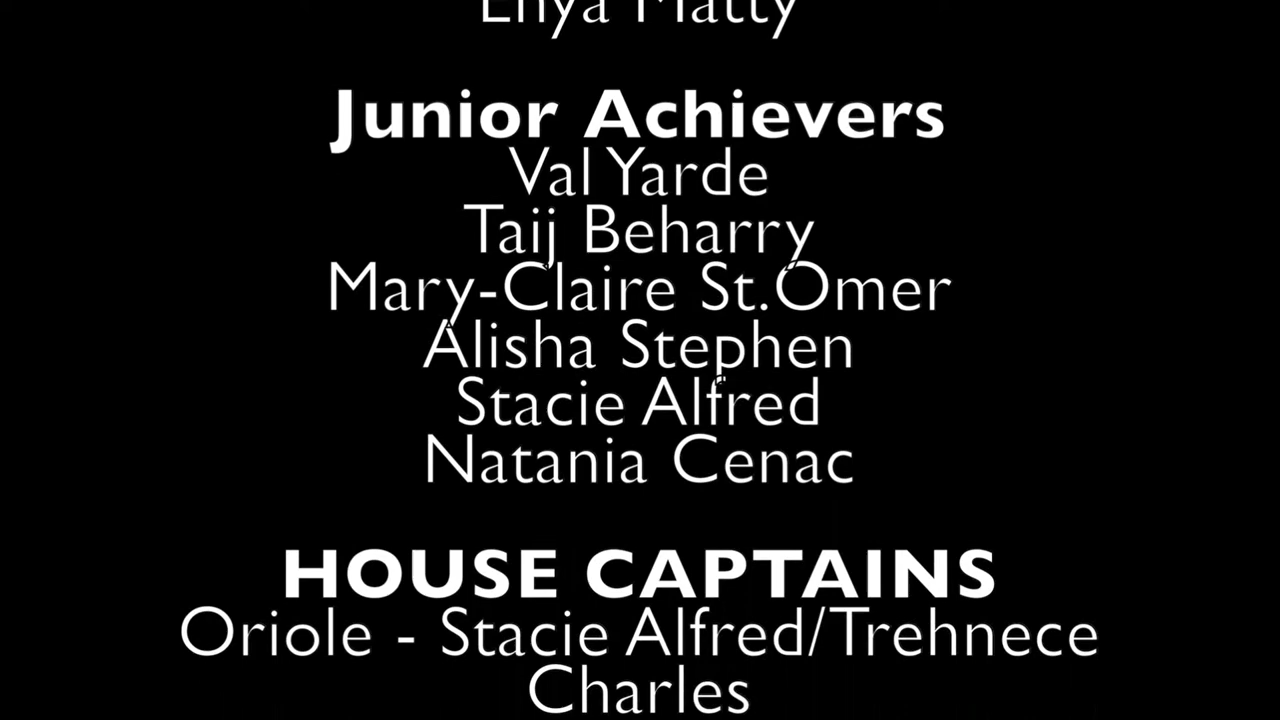 Enya Matty
Junior Achievers
Val Yarde
Taij Beharry
Mary-Claire St.Omer
Alisha Stephen
Stacie Alfred
Natania Cenac
HOUSE CAPTAINS
Oriole - Stacie Alfred/Trehnece
Charles